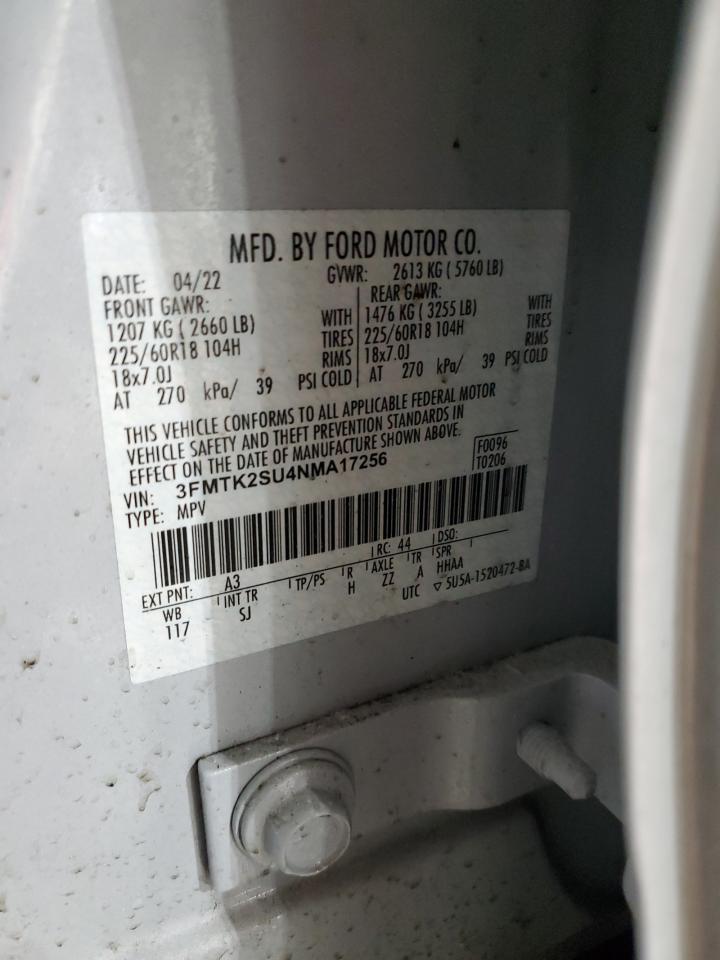 MFD. BY FORD MOTOR CO.
DATE: 04/22 GVWR: 2613 KG ( 5760 LB)
FRONT GAWR: REAR GAWR:
1207 KG ( 2660 LB) WITH 1476 KG ( 3255 LB) WITH
225/60R18 104H TIRES 225/60R18 104H TIRES
18x7.0J RIMS 18x7.0J RIMS
AT 270 kPa/ 39 PSI COLD AT 270 kPa/ 39 PSI COLD
THIS VEHICLE CONFORMS TO ALL APPLICABLE FEDERAL MOTOR
VEHICLE SAFETY AND THEFT PREVENTION STANDARDS IN
EFFECT ON THE DATE OF MANUFACTURE SHOWN ABOVE.
VIN: 3FMTK2SU4NMA17256 F0096
TYPE: MPV T0206
EXT PNT: A3 RC: 44 DSO:
WB INT TR TP/PS R AXLE TR SPR
117 SJ H ZZ A HHAA
UTC ▽ 5U5A-1520472-BA